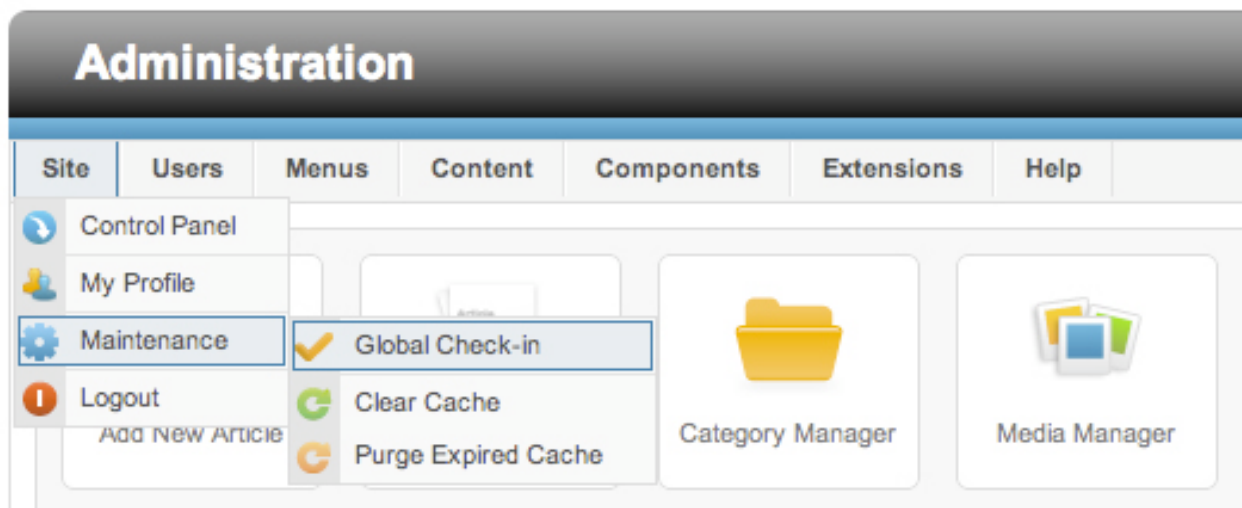 Administration
Site Users Menus Content Components Extensions Help
Control Panel
My Profile
Maintenance
Logout
Global Check-in
Clear Cache
Purge Expired Cache
Article
Add New Article
Category Manager
Media Manager